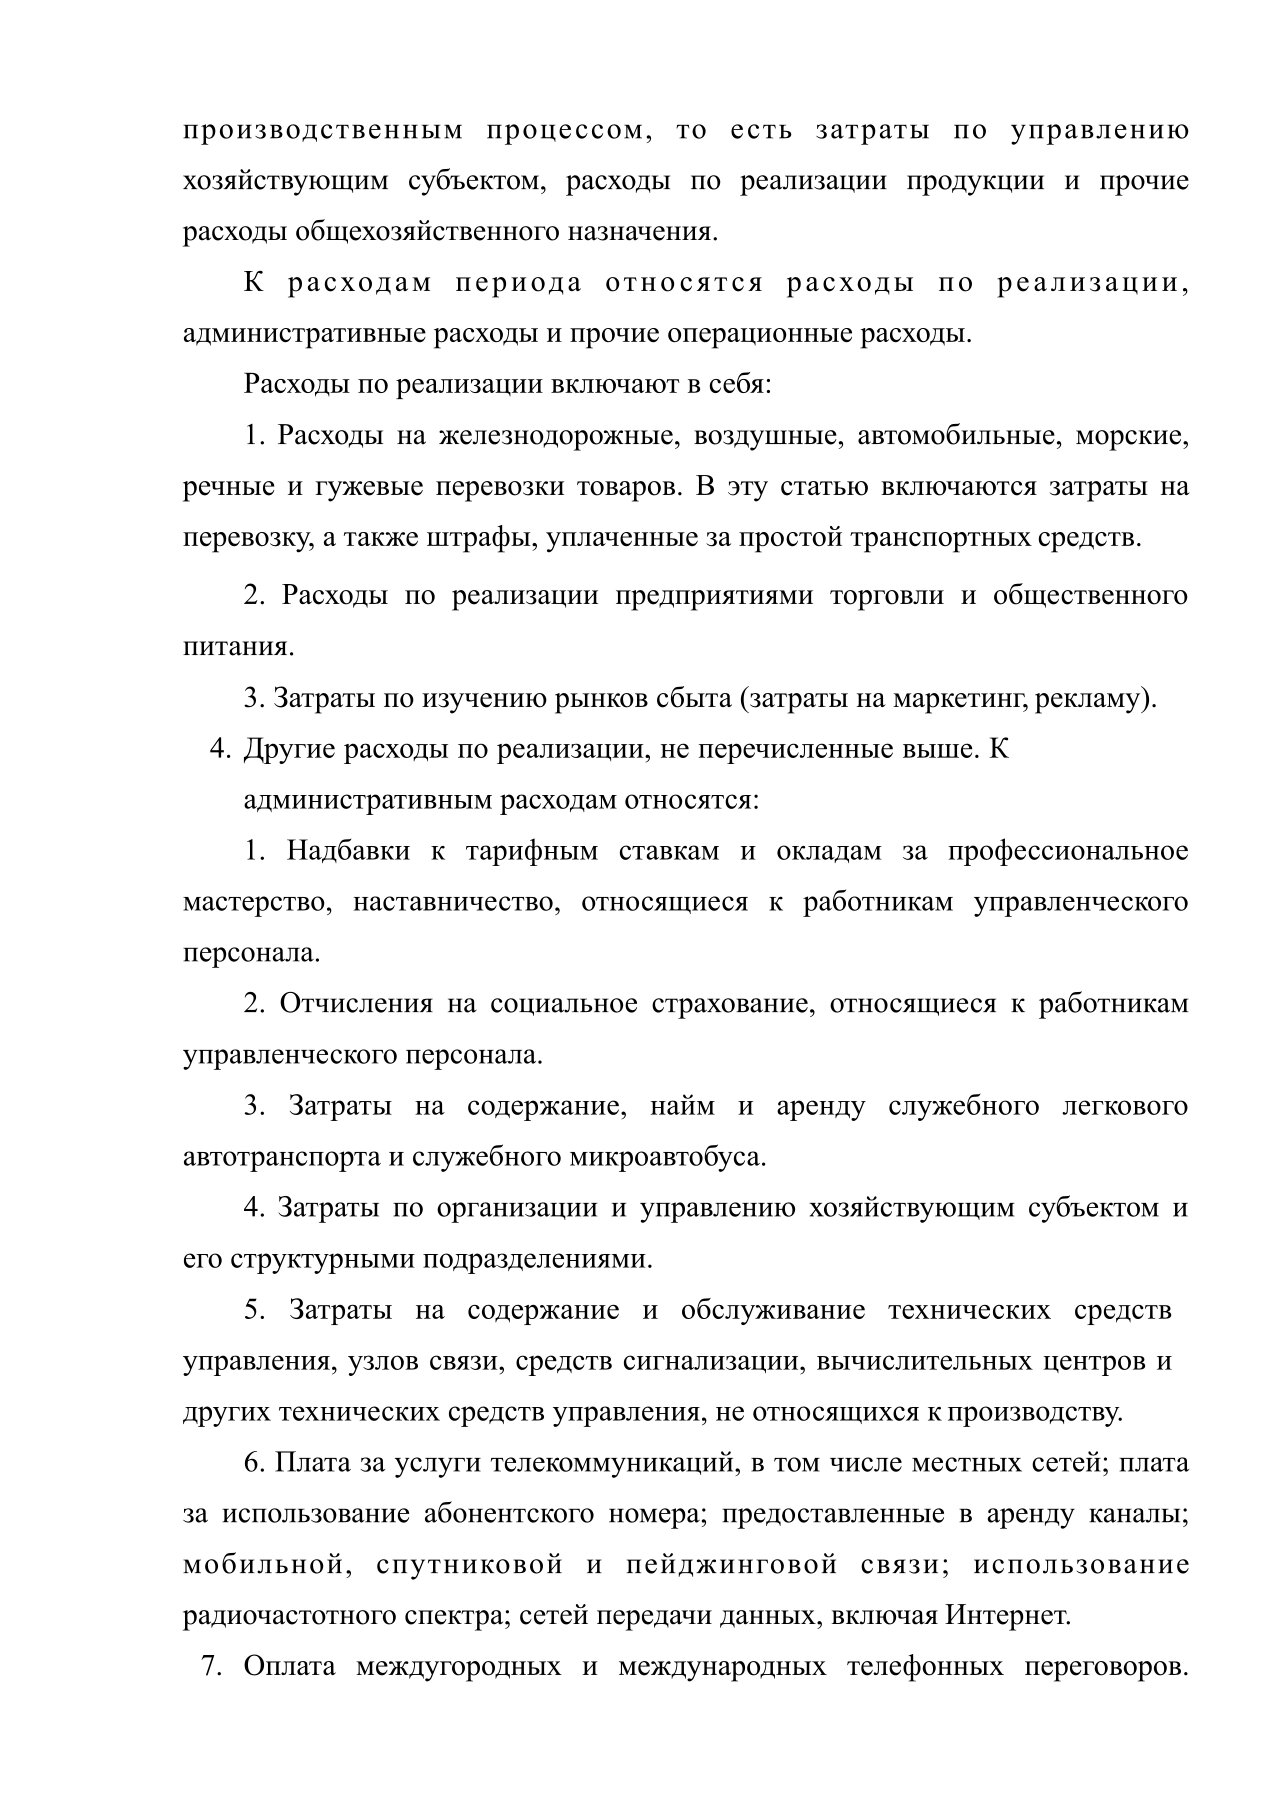 производственным процессом, то есть затраты по управлению
хозяйствующим субъектом, расходы по реализации продукции и прочие
расходы общехозяйственного назначения.
К расходам периода относятся расходы по реализации,
административные расходы и прочие операционные расходы.
Расходы по реализации включают в себя:
1. Расходы на железнодорожные, воздушные, автомобильные, морские,
речные и гужевые перевозки товаров. В эту статью включаются затраты на
перевозку, а также штрафы, уплаченные за простой транспортных средств.
2. Расходы по реализации предприятиями торговли и общественного
питания.
3. Затраты по изучению рынков сбыта (затраты на маркетинг, рекламу).
4. Другие расходы по реализации, не перечисленные выше. К
административным расходам относятся:
1. Надбавки к тарифным ставкам и окладам за профессиональное
мастерство, наставничество, относящиеся к работникам управленческого
персонала.
2. Отчисления на социальное страхование, относящиеся к работникам
управленческого персонала.
3. Затраты на содержание, найм и аренду служебного легкового
автотранспорта и служебного микроавтобуса.
4. Затраты по организации и управлению хозяйствующим субъектом и
его структурными подразделениями.
5. Затраты на содержание и обслуживание технических средств
управления, узлов связи, средств сигнализации, вычислительных центров и
других технических средств управления, не относящихся к производству.
6. Плата за услуги телекоммуникаций, в том числе местных сетей; плата
за использование абонентского номера; предоставленные в аренду каналы;
мобильной, спутниковой и пейджинговой связи; использование
радиочастотного спектра; сетей передачи данных, включая Интернет.
7. Оплата междугородных и международных телефонных переговоров.